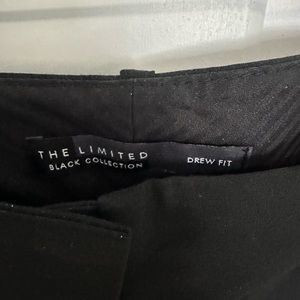 THE LIMITED
BLACK COLLECTION
DREW FIT